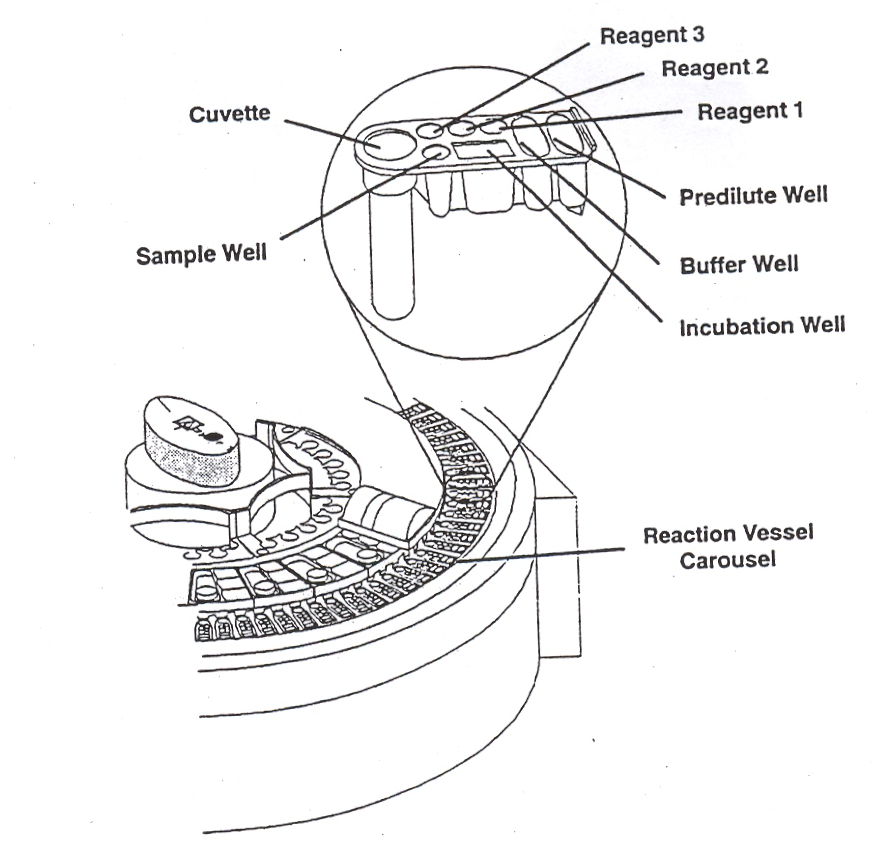 Reagent 3
Reagent 2
Cuvette
Reagent 1
Predilute Well
Sample Well
Buffer Well
Incubation Well
Reaction Vessel
Carousel